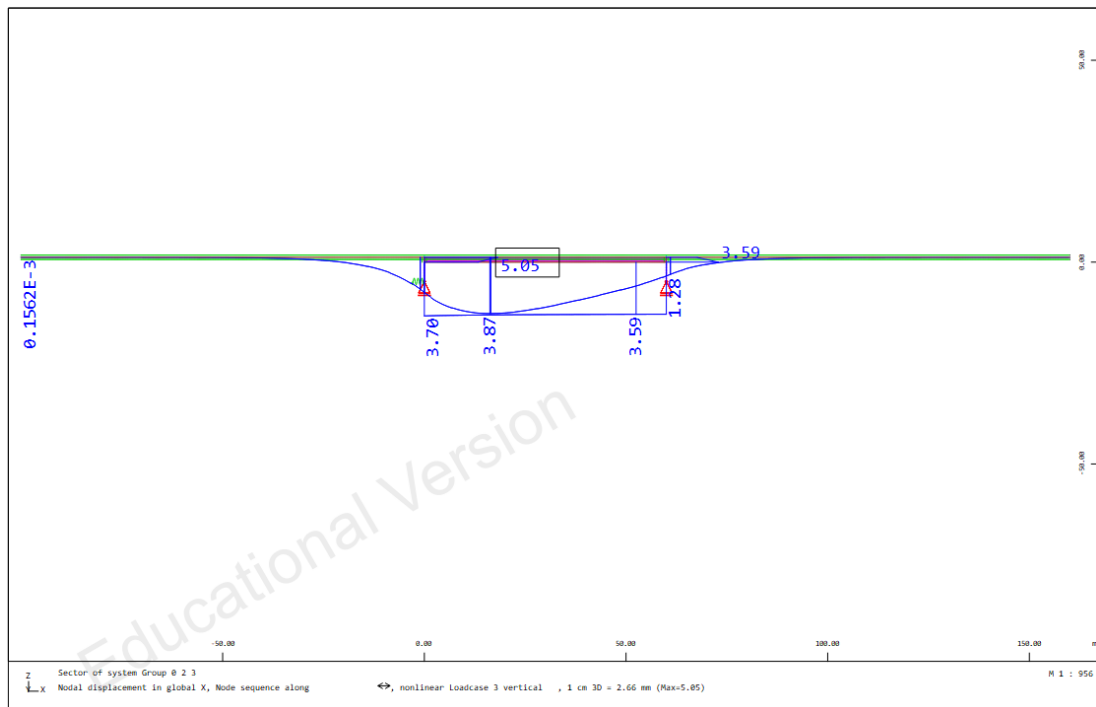 50.00
3.59
5.05
0.00
0.1562E-3
3.70
3.87
3.59
1.28
-50.00
Educational Version
-50.00 0.00 50.00 100.00 150.00 m
Z
X
Sector of system Group 0 2 3
M 1 : 956
Nodal displacement in global X, Node sequence along , nonlinear Loadcase 3 vertical , 1 cm 3D = 2.66 mm (Max=5.05)